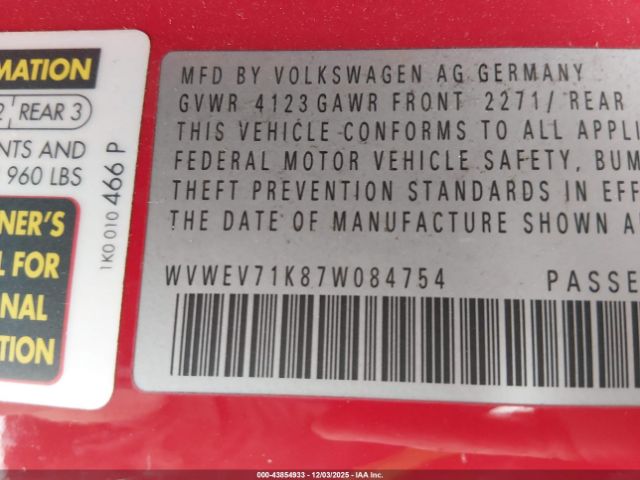 RMATION
2 REAR 3
NTS AND
960 LBS
NER'S
L FOR
NAL
TION
1K0 010 466 P
MFD BY VOLKSWAGEN AG GERMANY
GVWR 4123 GAWR FRONT 2271/ REAR
THIS VEHICLE CONFORMS TO ALL APPLI
FEDERAL MOTOR VEHICLE SAFETY, BUM
THEFT PREVENTION STANDARDS IN EFF
THE DATE OF MANUFACTURE SHOWN A
WVWEV71K87W084754 PASSE
000-43854933 - 12/03/2025 - IAA Inc.